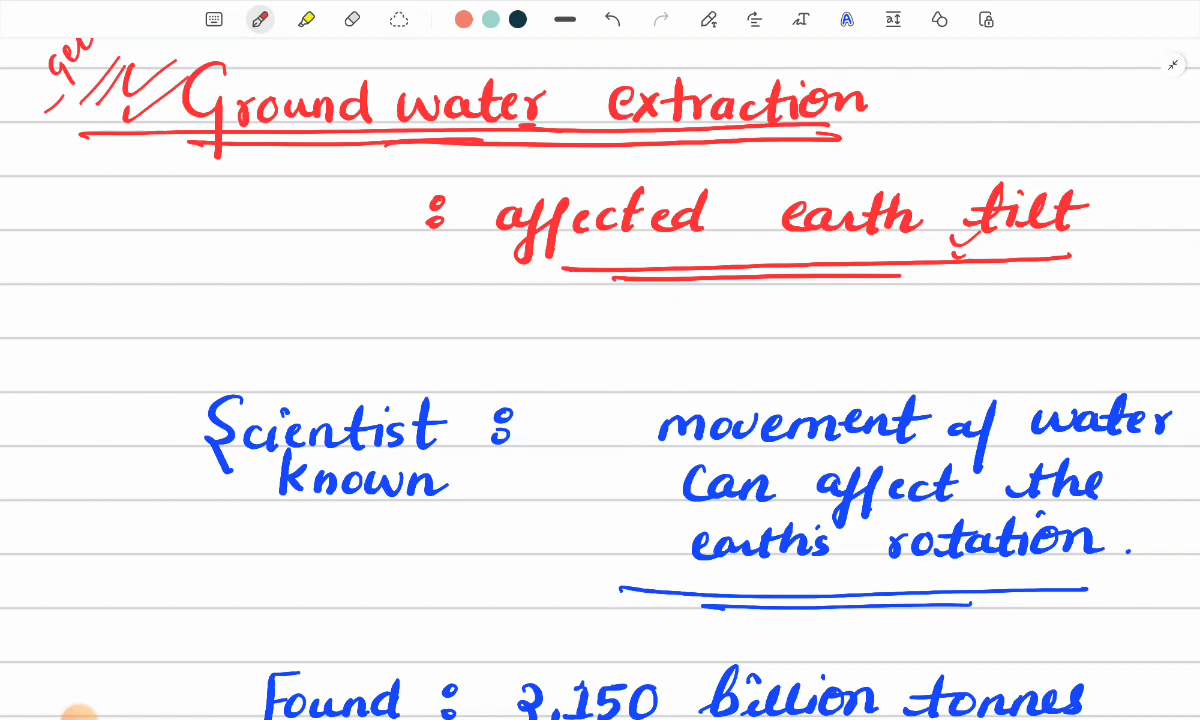 ger
Ground water extraction
: affected earth tilt
Scientist : movement of water
known can affect the
earth's rotation.
Found : 2,150 billion tonnes